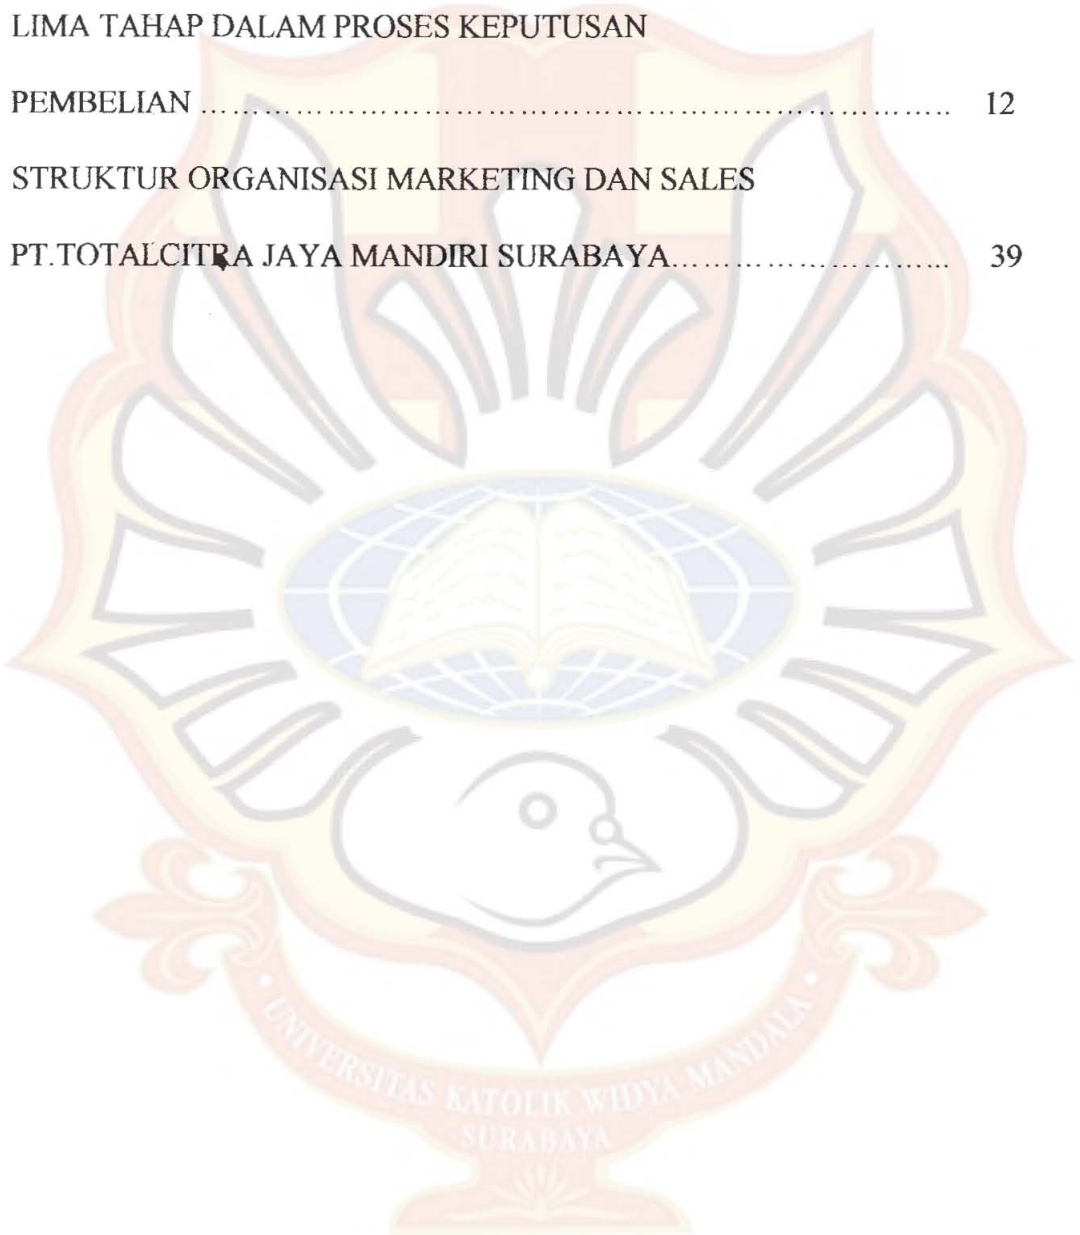 LIMA TAHAP DALAM PROSES KEPUTUSAN
PEMBELIAN ........................................................................ 12
STRUKTUR ORGANISASI MARKETING DAN SALES
PT.TOTALCITRA JAYA MANDIRI SURABAYA........................... 39
• UNIVERSITAS KATOLIK WIDYA MANDALA •
SURABAYA